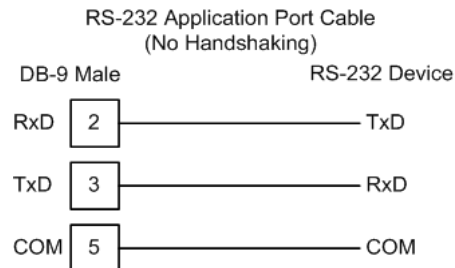 RS-232 Application Port Cable
(No Handshaking)
DB-9 Male RS-232 Device
RxD 2 TxD
TxD 3 RxD
COM 5 COM